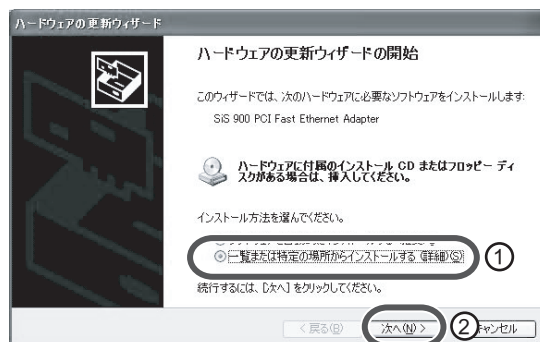 ハードウェアの更新ウィザード
ハードウェアの更新ウィザードの開始
このウィザードでは、次のハードウェアに必要なソフトウェアをインストールします:
SiS 900 PCI Fast Ethernet Adapter
ハードウェアに付属のインストール CD またはフロッピー ディ
スクがある場合は、挿入してください。
インストール方法を選んでください。
一覧または特定の場所からインストールする (詳細)(S)
①
続行するには、[次へ] をクリックしてください。
< 戻る(B)
次へ(N) >
②
キャンセル